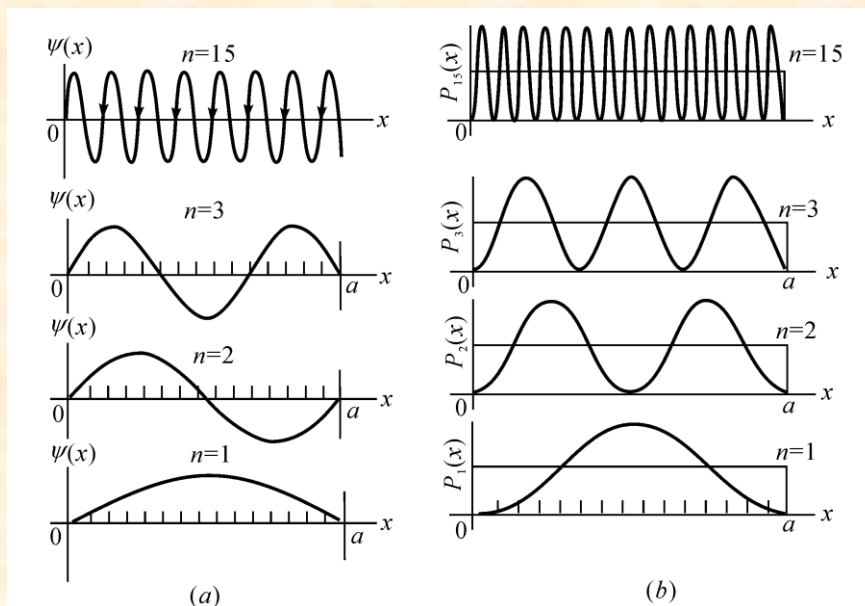 ψ(x)
n=15
0
x
ψ(x)
n=3
0
a
x
ψ(x)
n=2
0
a
x
ψ(x)
n=1
0
a
x
(a)
P₁₅(x)
n=15
0
x
P₃(x)
n=3
0
a
x
P₂(x)
n=2
0
a
x
P₁(x)
n=1
0
a
x
(b)